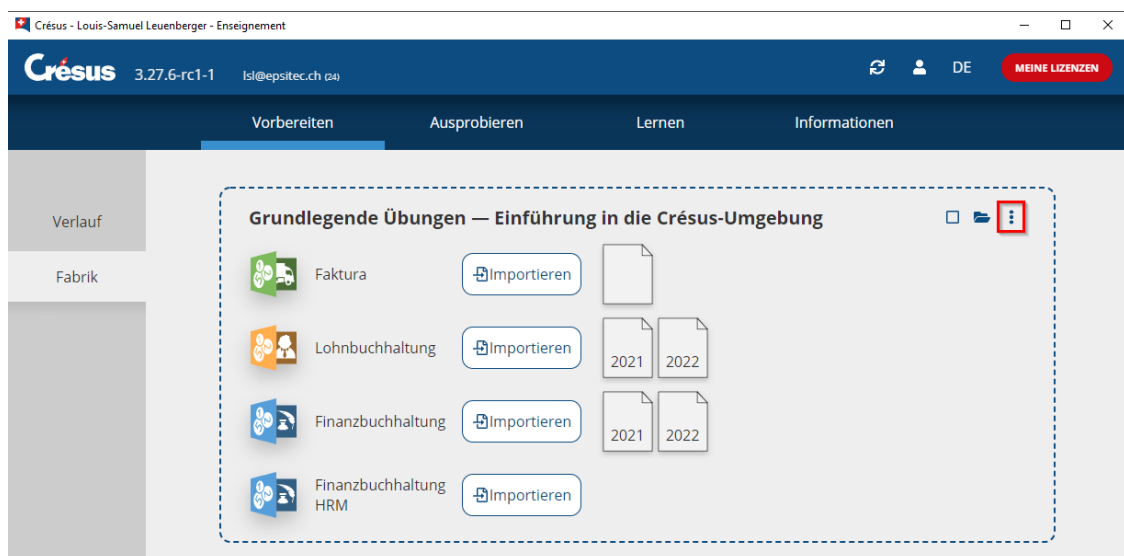 Crésus - Louis-Samuel Leuenberger - Enseignement
Crésus 3.27.6-rc1-1 lsl@epsitec.ch (24) DE MEINE LIZENZEN
Vorbereiten Ausprobieren Lernen Informationen
Verlauf
Fabrik
Grundlegende Übungen — Einführung in die Crésus-Umgebung
Faktura Importieren
Lohnbuchhaltung Importieren 2021 2022
Finanzbuchhaltung Importieren 2021 2022
Finanzbuchhaltung
HRM Importieren